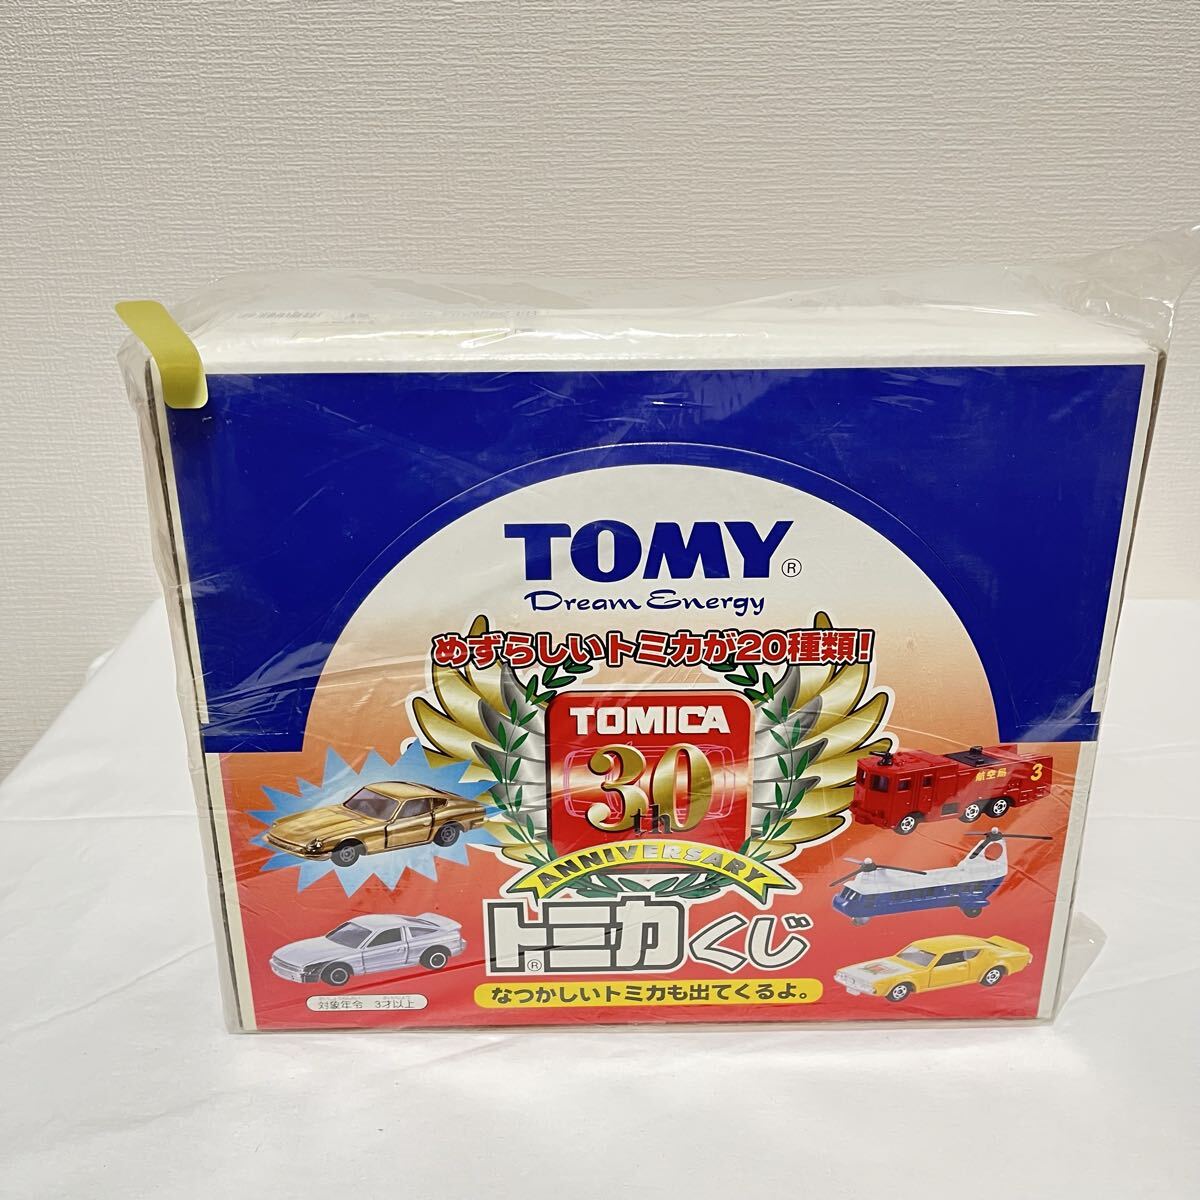 TOMY®
Dream Energy
めずらしいトミカが20種類!
TOMICA
30th
ANNIVERSARY
航空局 3
トミカ®くじ
なつかしいトミカも出てくるよ。
対象年令 3才以上